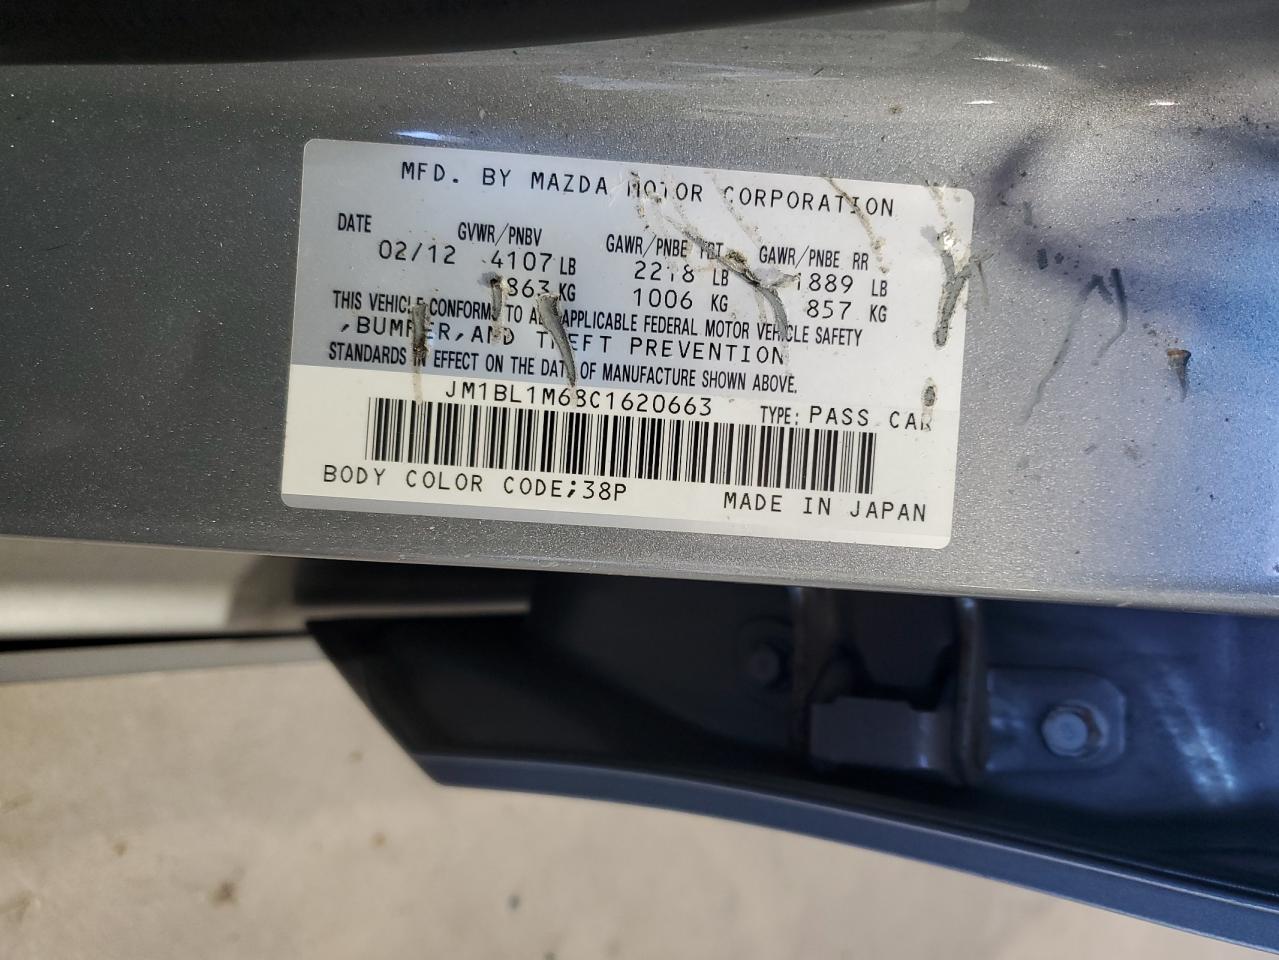 MFD. BY MAZDA MOTOR CORPORATION
DATE GVWR/PNBV GAWR/PNBE FRT GAWR/PNBE RR
02/12 4107 LB 2218 LB 1889 LB
1863 KG 1006 KG 857 KG
THIS VEHICLE CONFORMS TO ALL APPLICABLE FEDERAL MOTOR VEHICLE SAFETY
,BUMPER,AND THEFT PREVENTION
STANDARDS IN EFFECT ON THE DATE OF MANUFACTURE SHOWN ABOVE.
JM1BL1M68C1620663 TYPE: PASS CAR
BODY COLOR CODE;38P MADE IN JAPAN